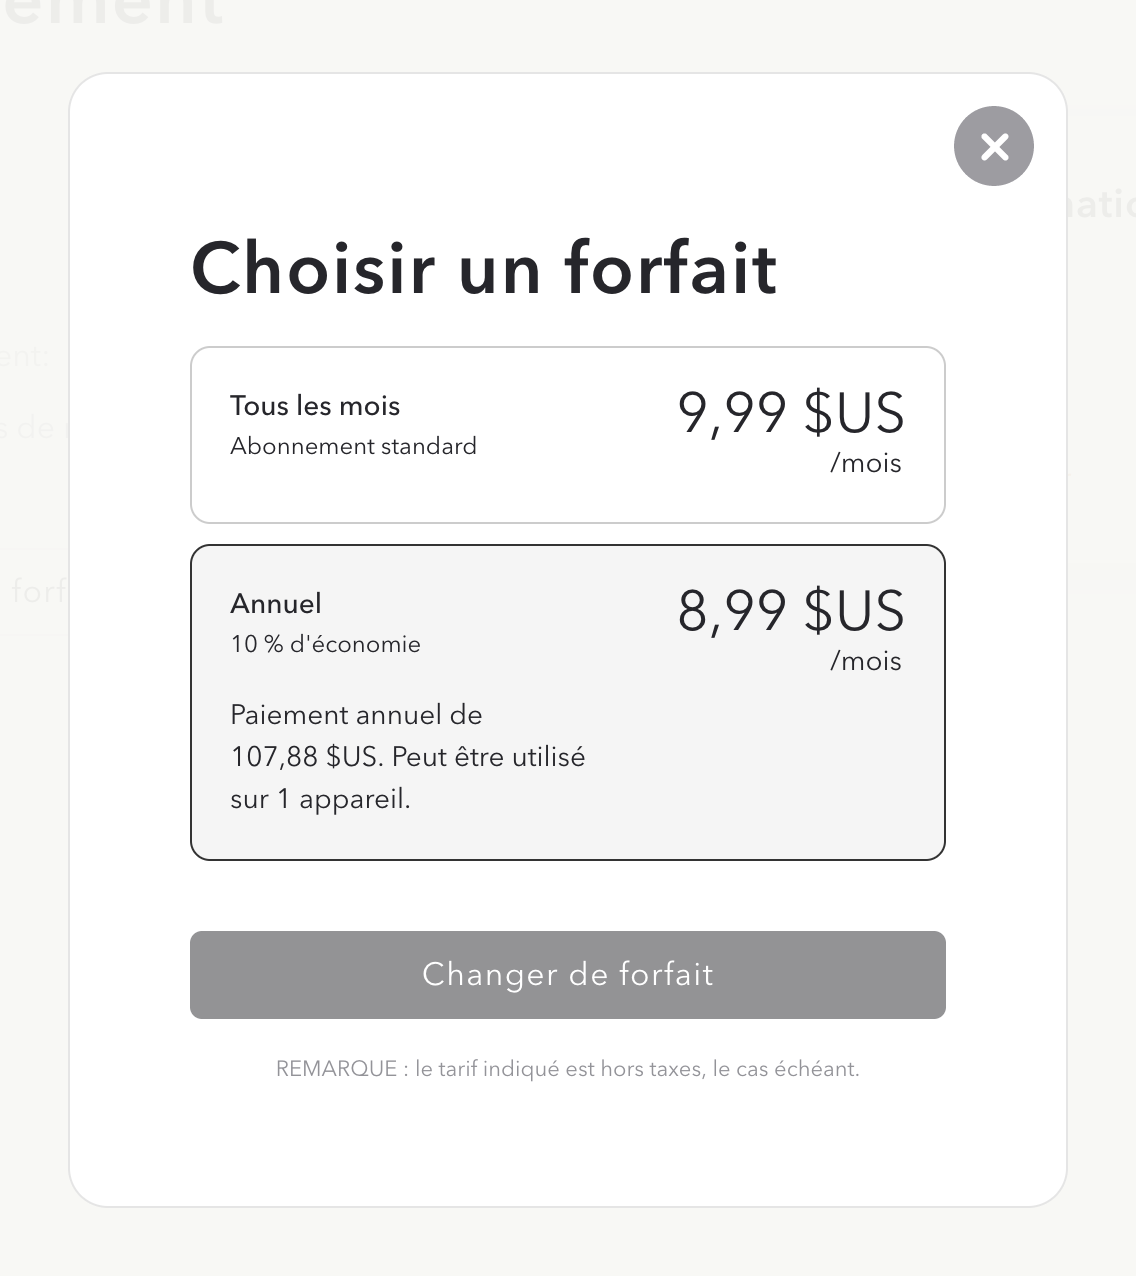 Choisir un forfait
Tous les mois
Abonnement standard
9,99 $US
/mois
Annuel
10 % d'économie
8,99 $US
/mois
Paiement annuel de
107,88 $US. Peut être utilisé
sur 1 appareil.
Changer de forfait
REMARQUE : le tarif indiqué est hors taxes, le cas échéant.